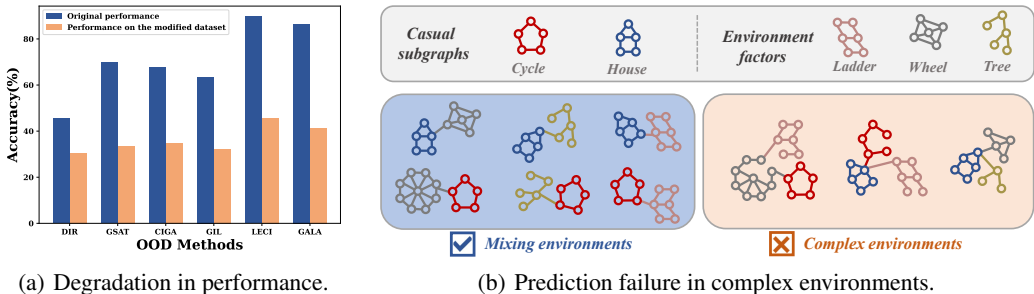 Original performance
Performance on the modified dataset
Accuracy(%)
80
60
40
20
0
DIR GSAT CIGA GIL LECI GALA
OOD Methods
(a) Degradation in performance.
Casual
subgraphs
Cycle
House
Environment
factors
Ladder
Wheel
Tree
Mixing environments
Complex environments
(b) Prediction failure in complex environments.